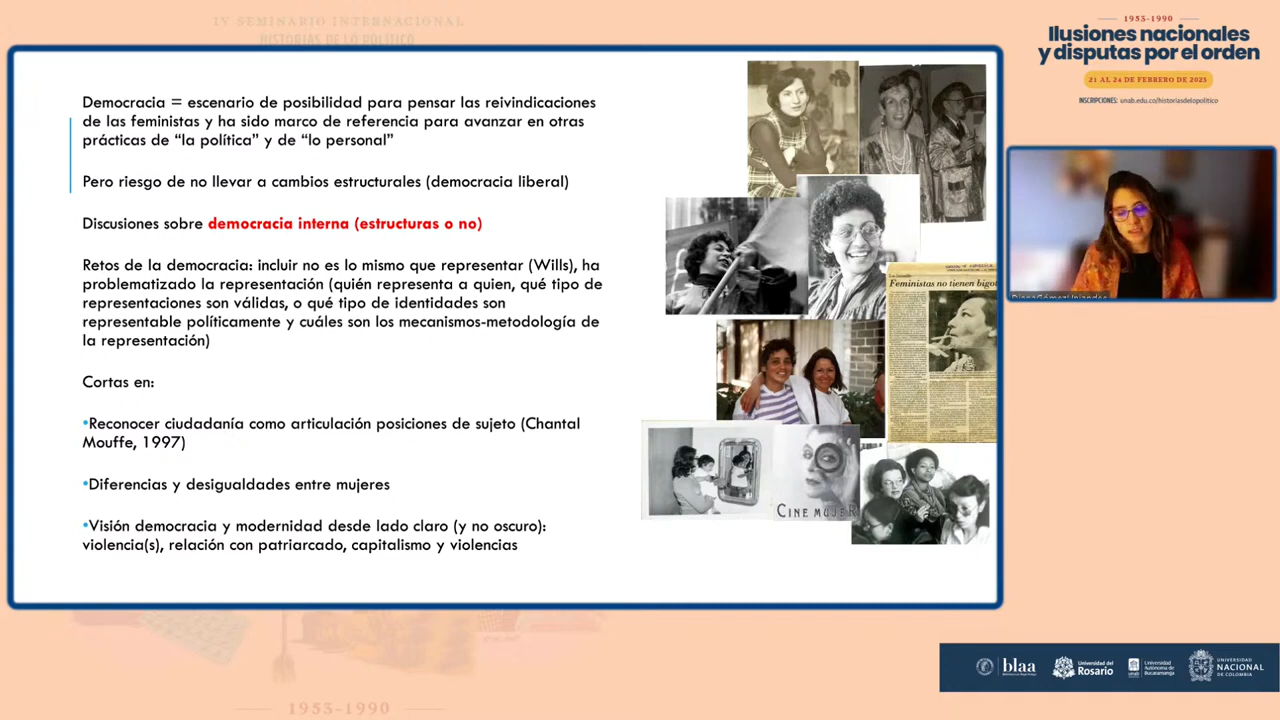 IV SEMINARIO INTERNACIONAL
HISTORIAS DE LO POLÍTICO
Democracia = escenario de posibilidad para pensar las reivindicaciones
de las feministas y ha sido marco de referencia para avanzar en otras
prácticas de “la política” y de “lo personal”
Pero riesgo de no llevar a cambios estructurales (democracia liberal)
Discusiones sobre democracia interna (estructuras o no)
Retos de la democracia: incluir no es lo mismo que representar (Wills), ha
problematizado la representación (quién representa a quien, qué tipo de
representaciones son válidas, o qué tipo de identidades son
representable políticamente y cuáles son los mecanismos-metodología de
la representación)
Cortas en:
•Reconocer ciudadanía como articulación posiciones de sujeto (Chantal
Mouffe, 1997)
•Diferencias y desigualdades entre mujeres
•Visión democracia y modernidad desde lado claro (y no oscuro):
violencia(s), relación con patriarcado, capitalismo y violencias
Feministas no tienen bigot
CINE MUJER
1953-1990
Ilusiones nacionales
y disputas por el orden
21 AL 24 DE FEBRERO DE 2023
INSCRIPCIONES: unab.edu.co/historiasdelopolitico
blaa
Universidad del
Rosario
unab
Universidad
Autónoma de
Bucaramanga
UNIVERSIDAD
NACIONAL
DE COLOMBIA
1953-1990